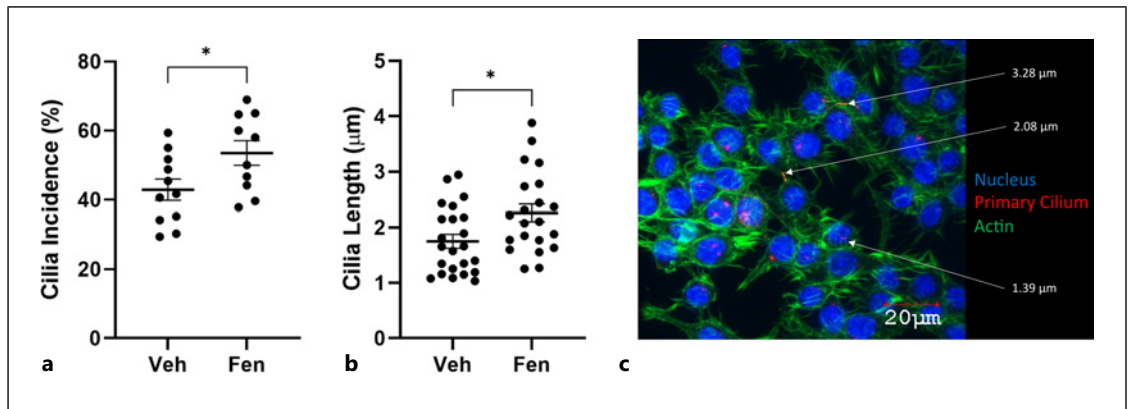 *
Cilia Incidence (%)
80
60
40
20
0
Veh Fen
a
*
Cilia Length (μm)
5
4
3
2
1
0
Veh Fen
b
3.28 μm
2.08 μm
Nucleus
Primary Cilium
Actin
1.39 μm
20μm
c